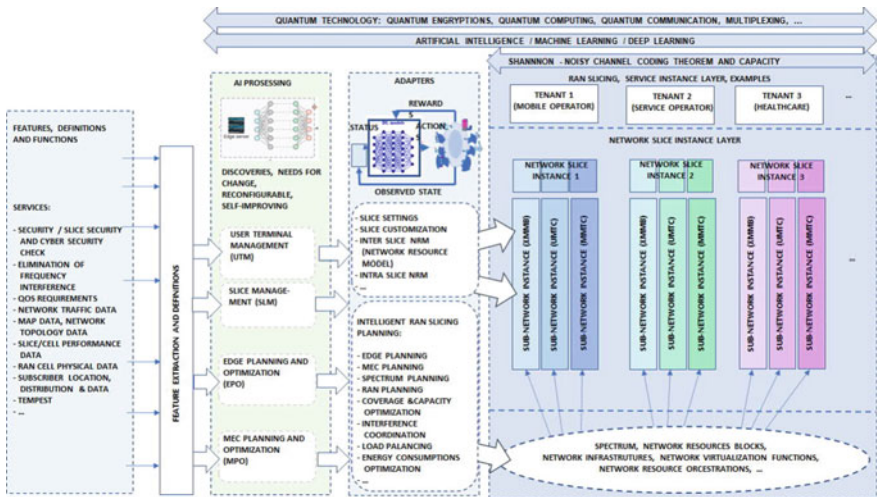 QUANTUM TECHNOLOGY: QUANTUM ENGRYPTIONS, QUANTUM COMPUTING, QUANTUM COMMUNICATION, MULTIPLEXING, ...
ARTIFICIAL INTELLIGENCE / MACHINE LEARNING / DEEP LEARNING
SHANNNON - NOISY CHANNEL CODING THEOREM AND CAPACITY
FEATURES, DEFINITIONS
AND FUNCTIONS
SERVICES:
- SECURITY / SLICE SECURITY
AND CYBER SECURITY
CHECK
- ELIMINATION OF
FREQUENCY
INTERFERENCE
- QOS REQUIREMENTS
- NETWORK TRAFFIC DATA
- MAP DATA, NETWORK
TOPOLOGY DATA
- SLICE/CELL PERFORMANCE
DATA
- RAN CELL PHYSICAL DATA
- SUBSCRIBER LOCATION,
DISTRIBUTION & DATA
- TEMPEST
- ...
FEATURE EXTRACTION AND DEFINITIONS
AI PROSESSING
Edge server
DISCOVERIES, NEEDS FOR
CHANGE,
RECONFIGURABLE,
SELF-IMPROVING
USER TERMINAL
MANAGEMENT
(UTM)
SLICE MANAGE-
MENT (SLM)
EDGE PLANNING AND
OPTIMIZATION
(EPO)
MEC PLANNING AND
OPTIMIZATION
(MPO)
ADAPTERS
REWARD
S
STATUS
ACTION
S
OBSERVED STATE
- SLICE SETTINGS
- SLICE CUSTOMIZATION
- INTER SLICE NRM
(NETWORK RESOURCE
MODEL)
- INTRA SLICE NRM
- ...
INTELLIGENT RAN SLICING
PLANNING:
- EDGE PLANNING
- MEC PLANNING
- SPECTRUM PLANNING
- RAN PLANNING
- COVERAGE &CAPACITY
OPTIMIZATION
- INTERFERENCE
COORDINATION
- LOAD PALANCING
- ENERGY CONSUMPTIONS
OPTIMIZATION
- ...
RAN SLICING, SERVICE INSTANCE LAYER, EXAMPLES
TENANT 1
(MOBILE OPERATOR)
TENANT 2
(SERVICE OPERATOR)
TENANT 3
(HEALTHCARE)
...
NETWORK SLICE INSTANCE LAYER
NETWORK SLICE
INSTANCE 1
NETWORK SLICE
INSTANCE 2
NETWORK SLICE
INSTANCE 3
SUB-NETWORK INSTANCE (XMMB)
SUB-NETWORK INSTANCE (UMTC)
SUB-NETWORK INSTANCE (MMTC)
SUB-NETWORK INSTANCE (XMMB)
SUB-NETWORK INSTANCE (UMTC)
SUB-NETWORK INSTANCE (MMTC)
SUB-NETWORK INSTANCE (XMMB)
SUB-NETWORK INSTANCE (UMTC)
SUB-NETWORK INSTANCE (MMTC)
...
SPECTRUM, NETWORK RESOURCES BLOCKS,
NETWORK INFRASTRUTURES, NETWORK VIRTUALIZATION FUNCTIONS,
NETWORK RESOURCE ORCESTRATIONS, ...